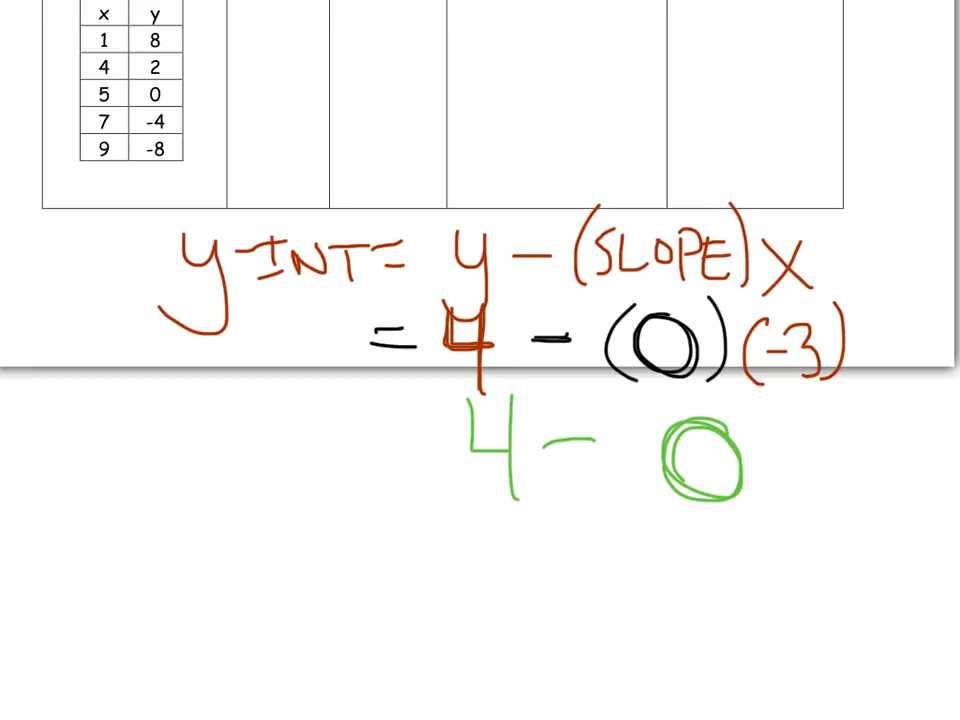 x y
1 8
4 2
5 0
7 -4
9 -8
y-INT = y - (SLOPE) x
= 4 - (0) (-3)
4 - 0